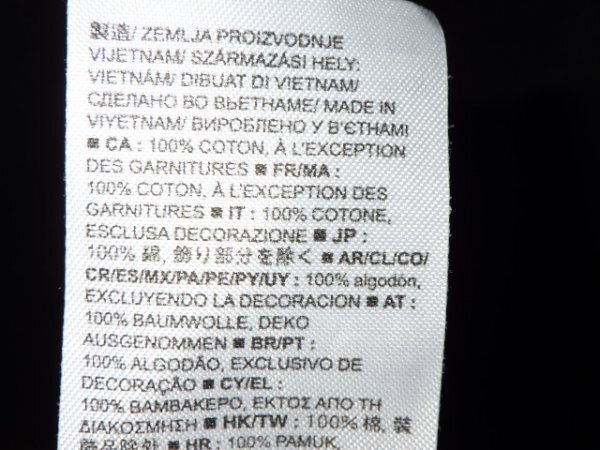 製造/ ZEMLJA PROIZVODNJE
VIJETNAM/ SZÁRMAZÁSI HELY:
VIETNÁM/ DIBUAT DI VIETNAM/
СДЕЛАНО ВО ВЬЕТНАМЕ/ MADE IN
VIYETNAM/ ВИРОБЛЕНО У В'ЄТНАМІ
■ CA : 100% COTON, À L'EXCEPTION
DES GARNITURES ■ FR/MA :
100% COTON, À L'EXCEPTION DES
GARNITURES ■ IT : 100% COTONE,
ESCLUSA DECORAZIONE ■ JP :
100% 綿, 飾り部分を除く ■ AR/CL/CO/
CR/ES/MX/PA/PE/PY/UY : 100% algodón,
EXCLUYENDO LA DECORACION ■ AT :
100% BAUMWOLLE, DEKO
AUSGENOMMEN ■ BR/PT :
100% ALGODÃO, EXCLUSIVO DE
DECORAÇÃO ■ CY/EL :
100% ΒΑΜΒΑΚΕΡΟ, ΕΚΤΟΣ ΑΠΟ ΤΗ
ΔΙΑΚΟΣΜΗΣΗ ■ HK/TW : 100% 棉, 裝
飾品除外 ■ HR : 100% PAMUK,